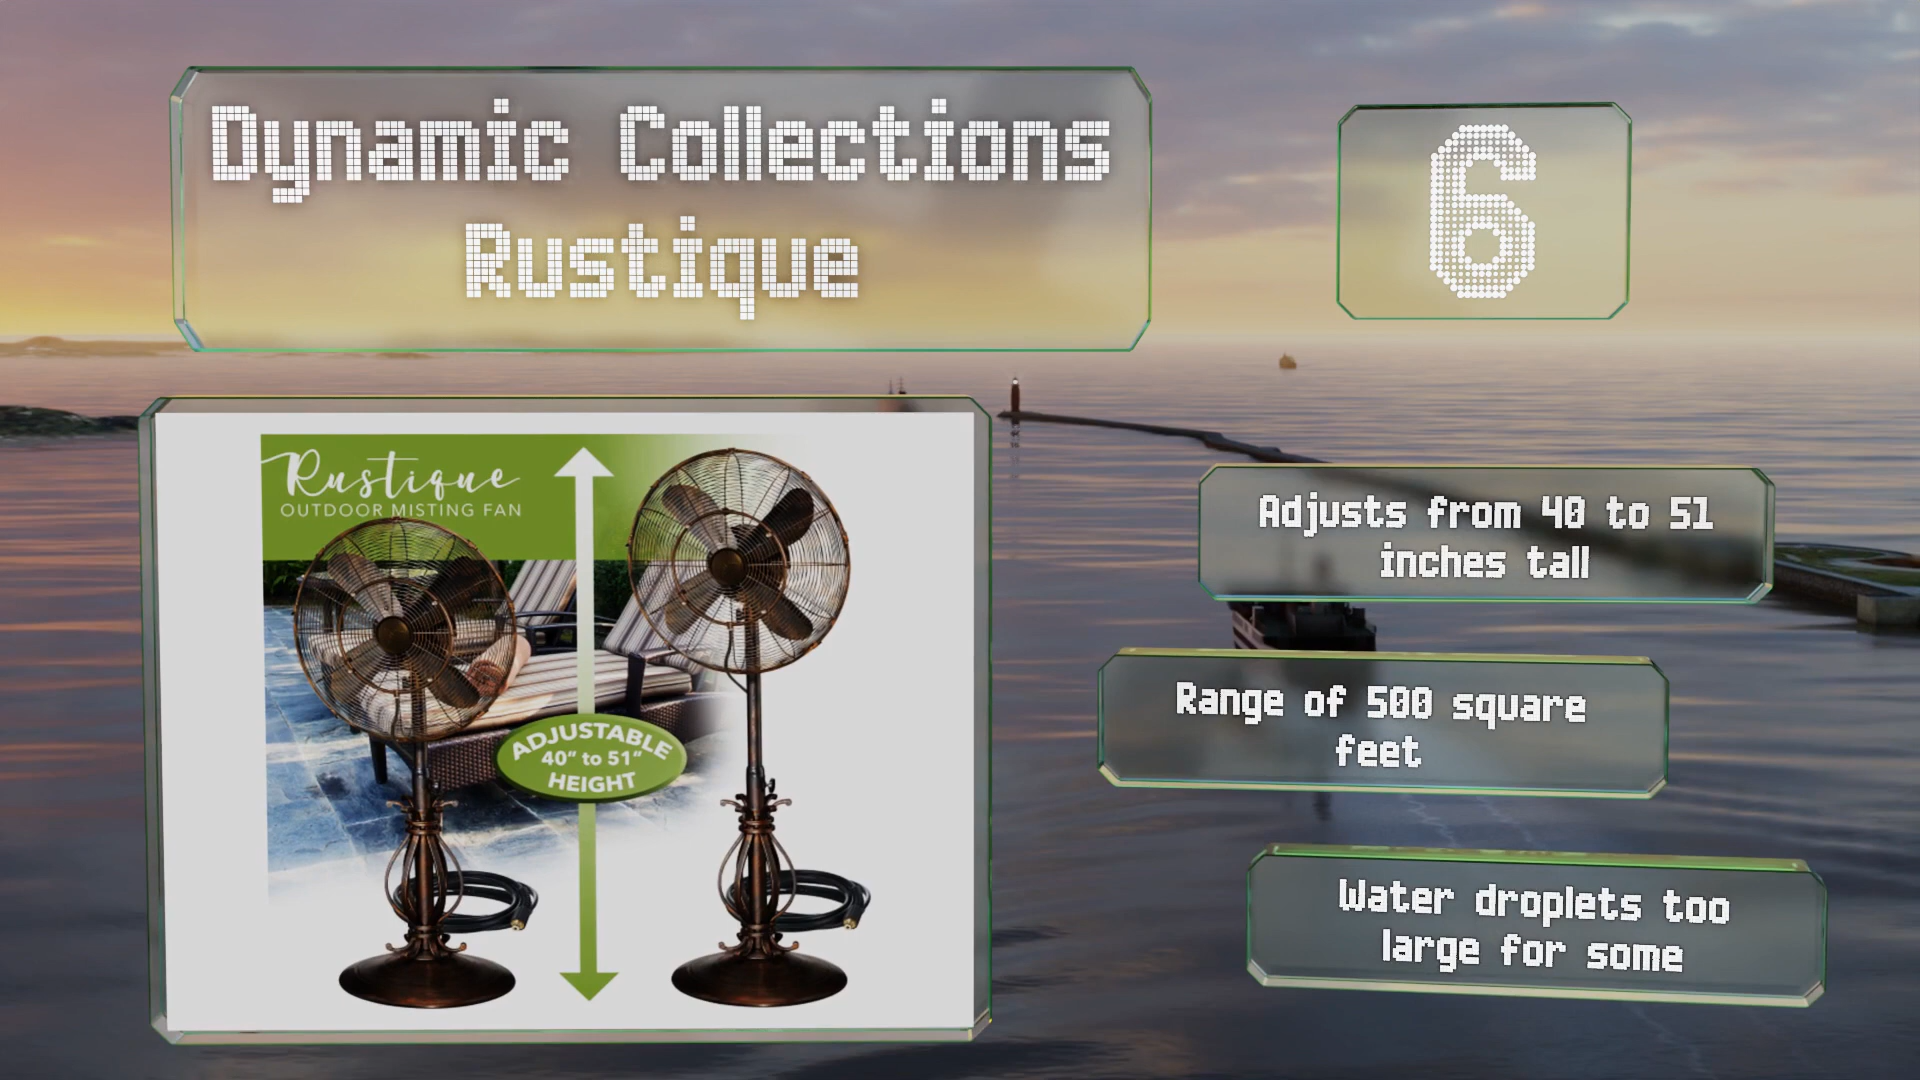 Dynamic Collections
Rustique
6
Rustique
OUTDOOR MISTING FAN
ADJUSTABLE
40" to 51"
HEIGHT
Adjusts from 40 to 51
inches tall
Range of 500 square
feet
Water droplets too
large for some